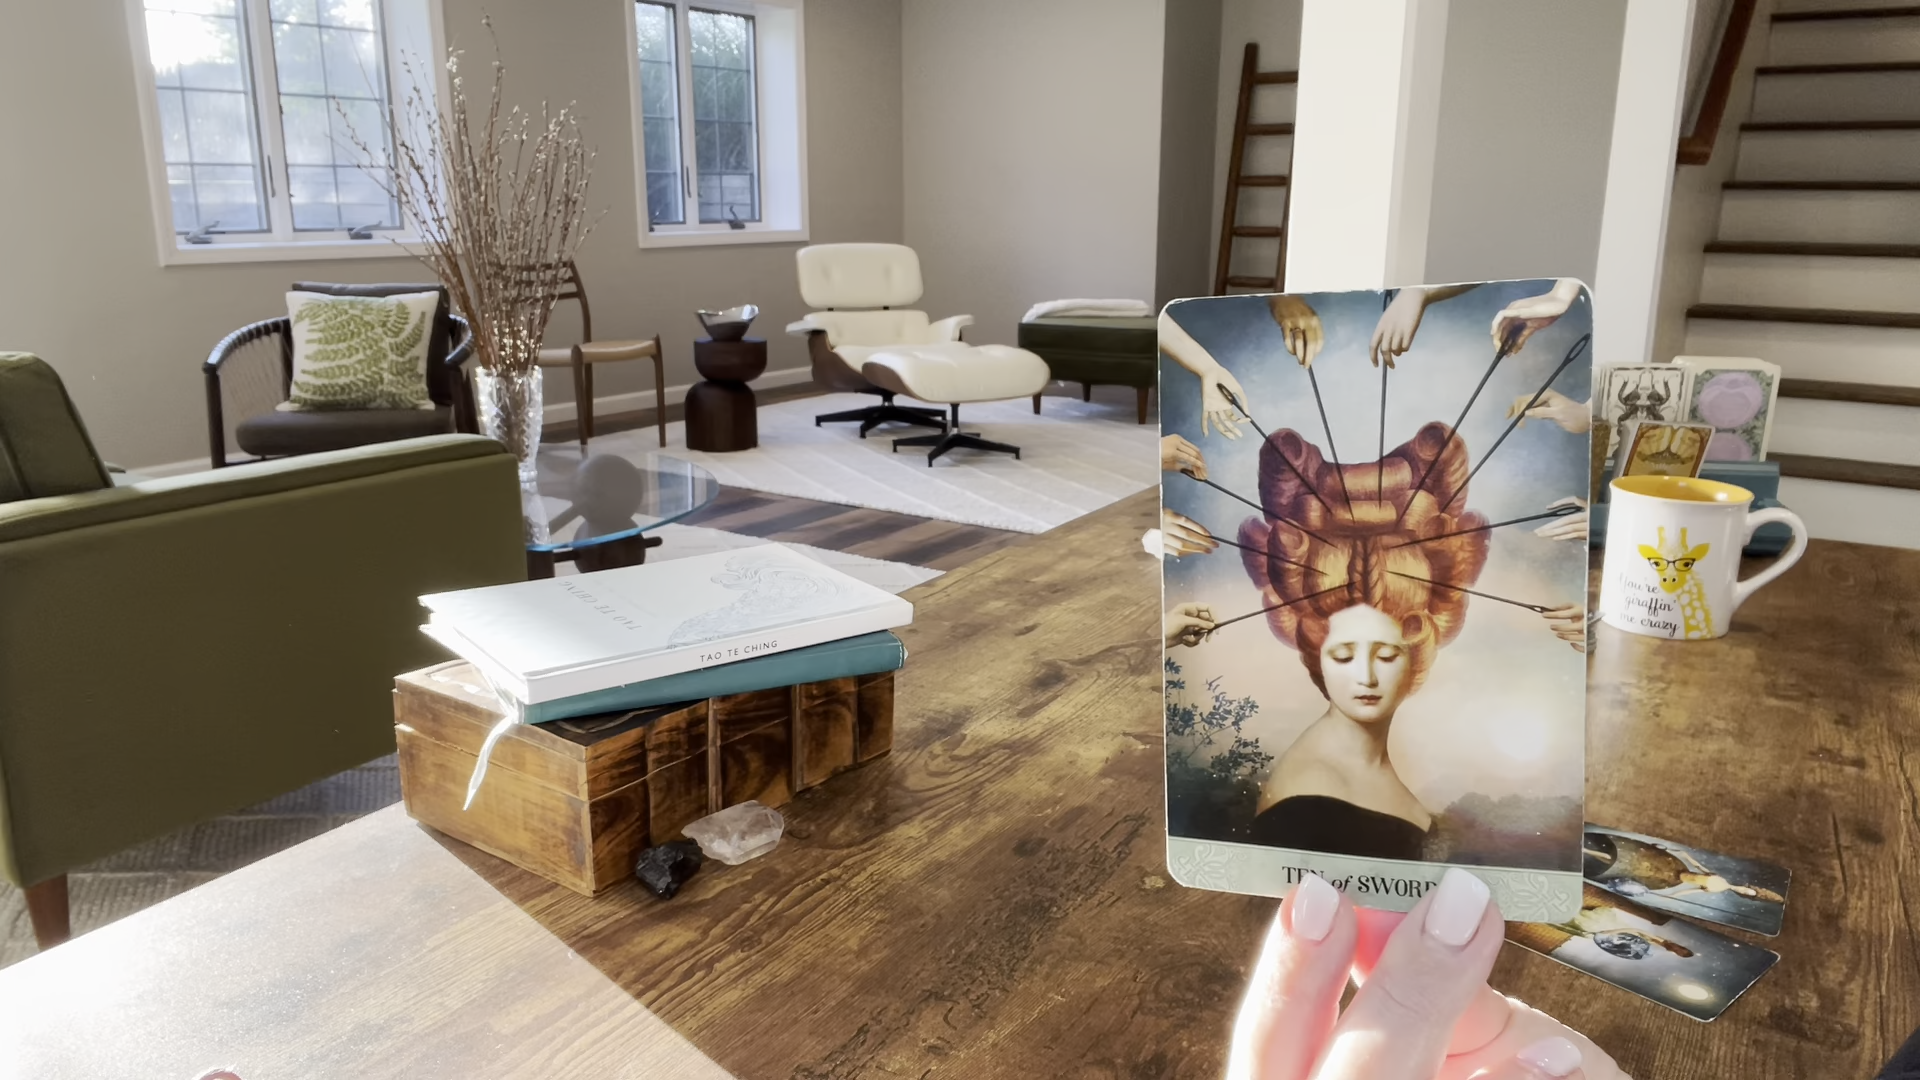 TAO TE CHING
TAO TE CHING
You're
giraffin'
me crazy
TEN of SWORD